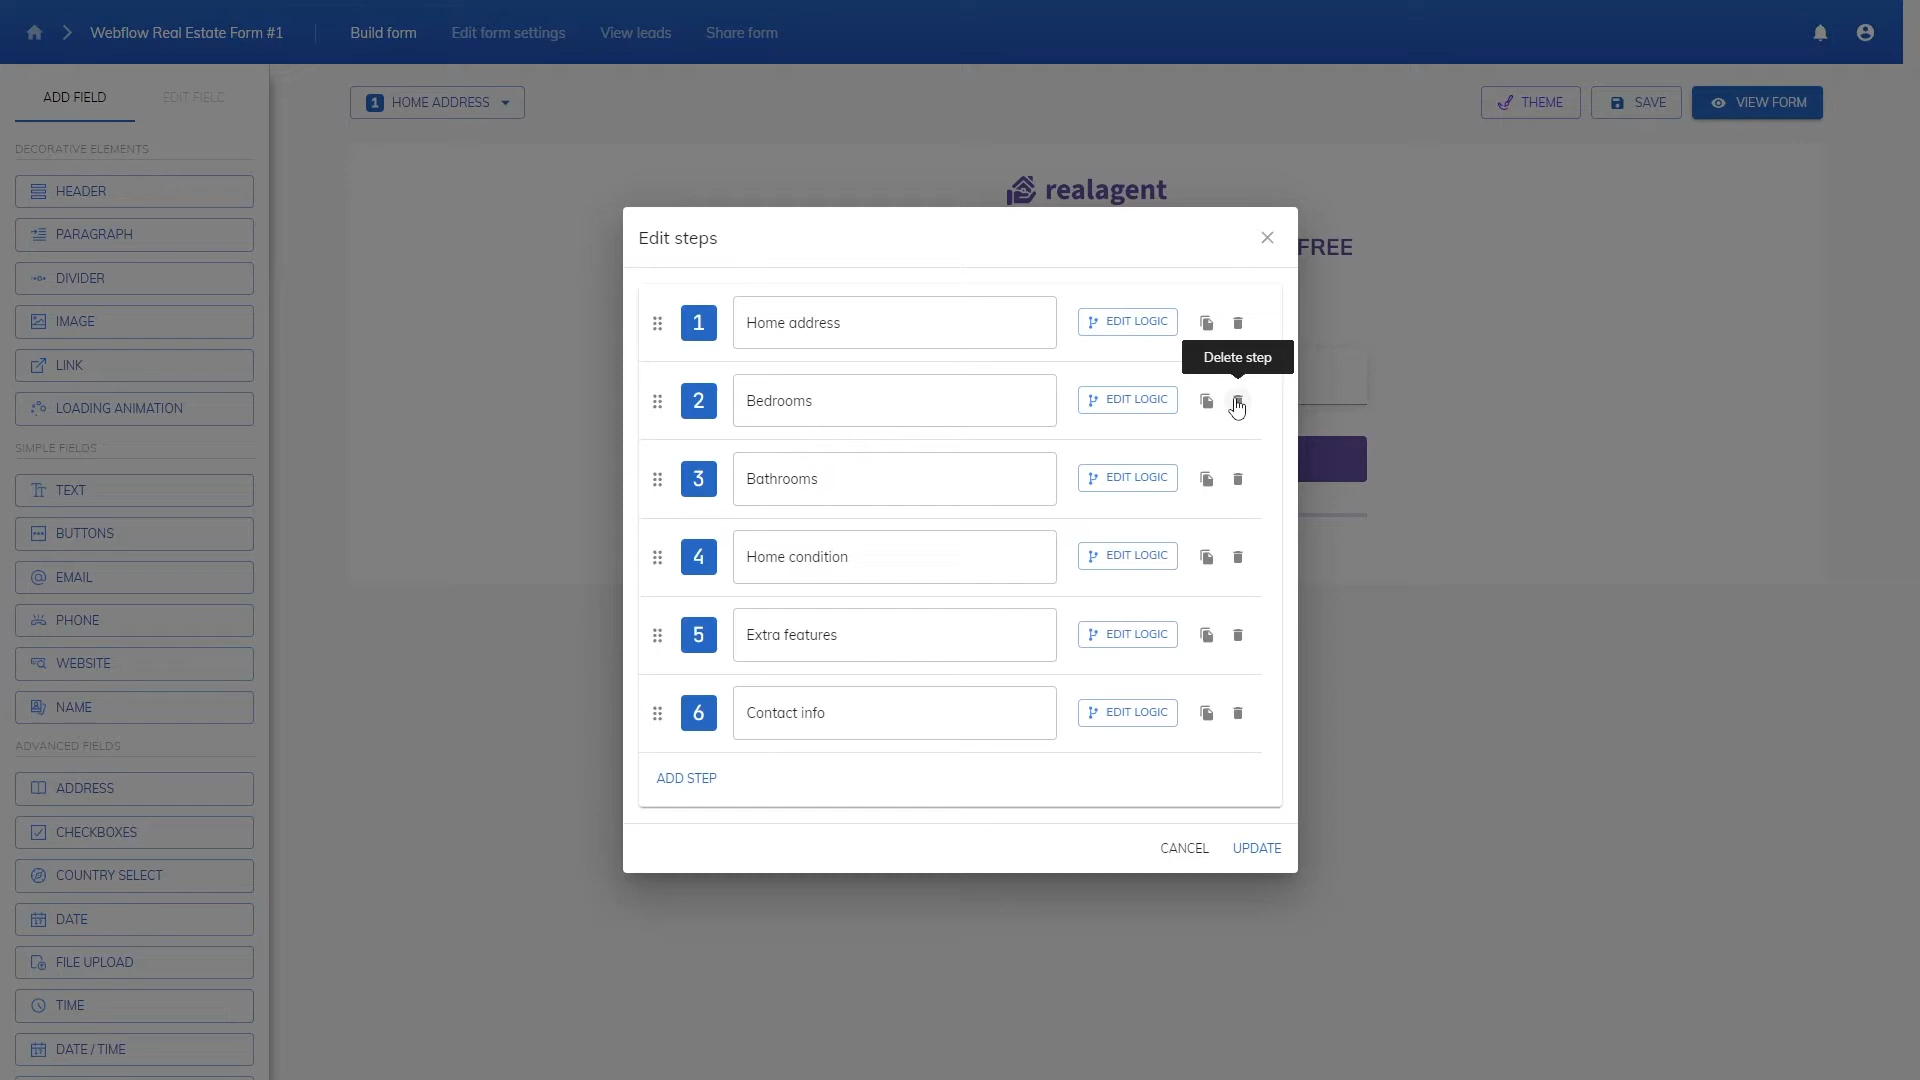 Webflow Real Estate Form #1
Build form
Edit form settings
View leads
Share form
ADD FIELD
EDIT FIELD
1 HOME ADDRESS
THEME
SAVE
VIEW FORM
DECORATIVE ELEMENTS
HEADER
PARAGRAPH
DIVIDER
IMAGE
LINK
LOADING ANIMATION
SIMPLE FIELDS
TEXT
BUTTONS
EMAIL
PHONE
WEBSITE
NAME
ADVANCED FIELDS
ADDRESS
CHECKBOXES
COUNTRY SELECT
DATE
FILE UPLOAD
TIME
DATE / TIME
realagent
FREE
Edit steps
1 Home address EDIT LOGIC
Delete step
2 Bedrooms EDIT LOGIC
3 Bathrooms EDIT LOGIC
4 Home condition EDIT LOGIC
5 Extra features EDIT LOGIC
6 Contact info EDIT LOGIC
ADD STEP
CANCEL
UPDATE